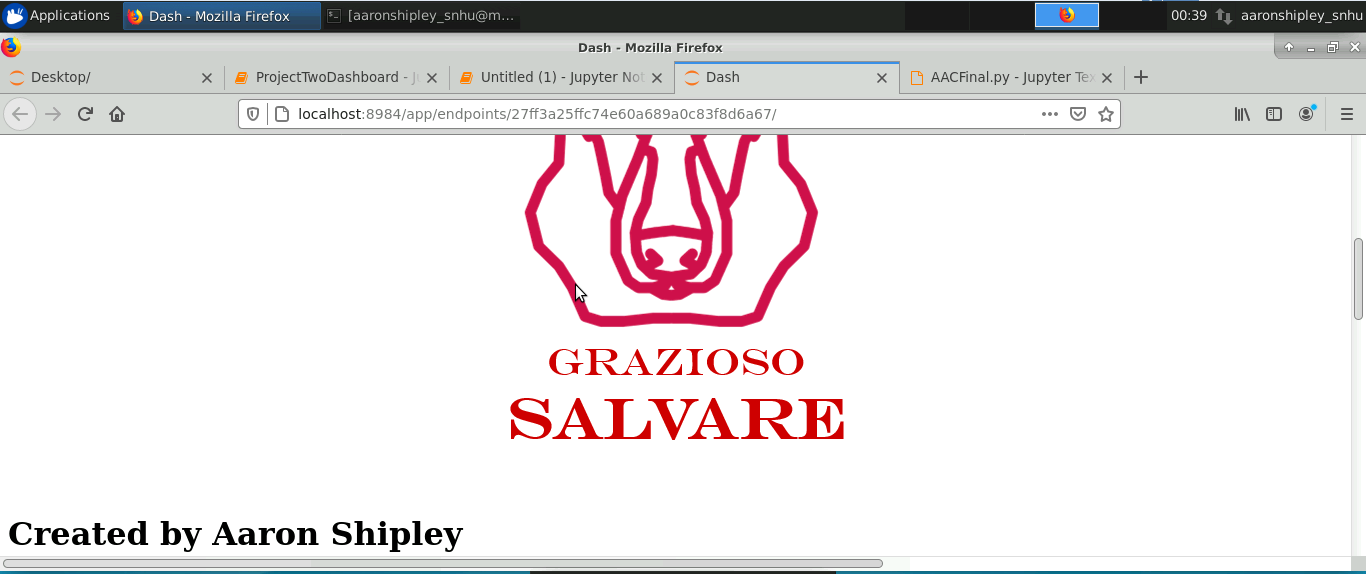 Applications
Dash - Mozilla Firefox
[aaronshipley_snhu@m...
00:39
aaronshipley_snhu
Dash - Mozilla Firefox
Desktop/
ProjectTwoDashboard - Ju
Untitled (1) - Jupyter Not
Dash
AACFinal.py - Jupyter Tex
localhost:8984/app/endpoints/27ff3a25ffc74e60a689a0c83f8d6a67/
GRAZIOSO
SALVARE
Created by Aaron Shipley